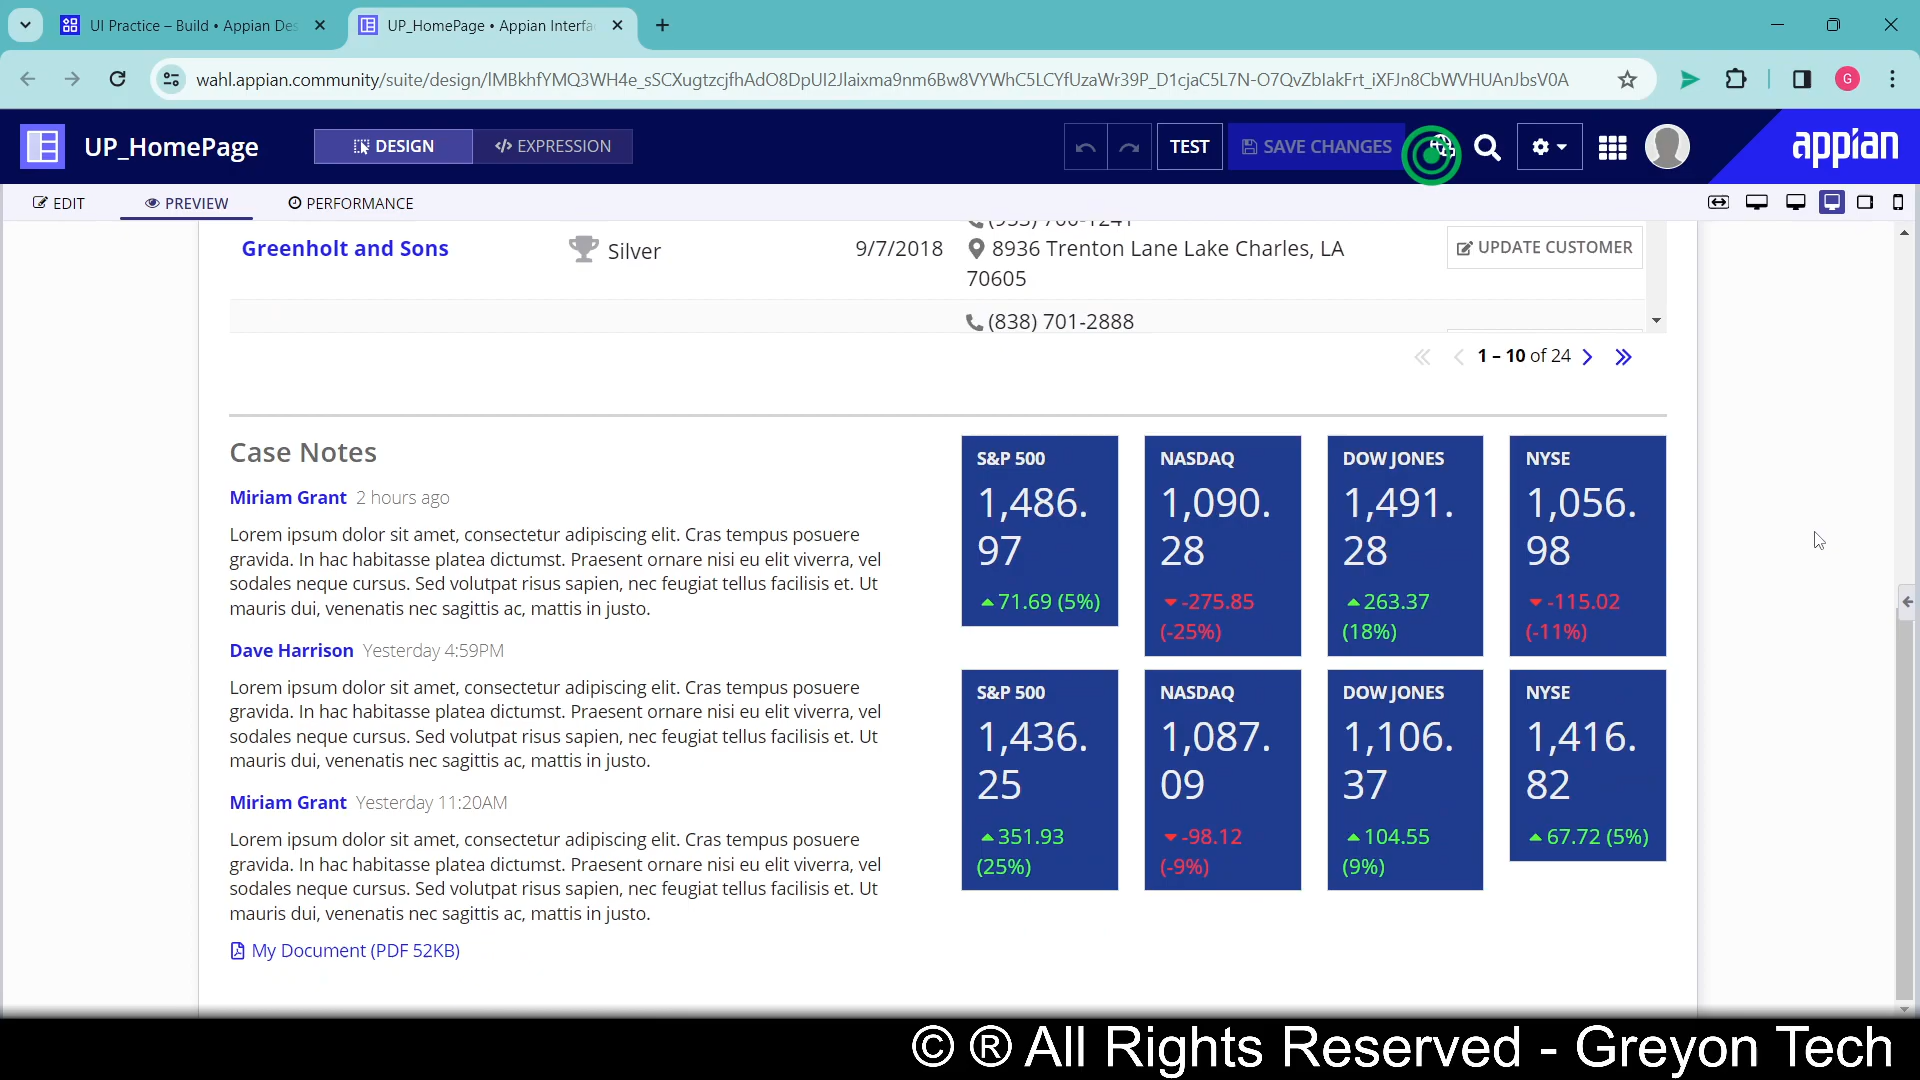 UI Practice – Build • Appian Des
UP_HomePage • Appian Interfa
wahl.appian.community/suite/design/lMBkhfYMQ3WH4e_sSCXugtzcjfhAdO8DpUI2Jlaixma9nm6Bw8VYWhC5LCYfUzaWr39P_D1cjaC5L7N-O7QvZblakFrt_iXFJn8CbWVHUAnJbsV0A
G
UP_HomePage
DESIGN
EXPRESSION
TEST
SAVE CHANGES
appian
EDIT
PREVIEW
PERFORMANCE
Greenholt and Sons
Silver
9/7/2018
8936 Trenton Lane Lake Charles, LA
70605
UPDATE CUSTOMER
(838) 701-2888
1 – 10 of 24
Case Notes
Miriam Grant 2 hours ago
Lorem ipsum dolor sit amet, consectetur adipiscing elit. Cras tempus posuere
gravida. In hac habitasse platea dictumst. Praesent ornare nisi eu elit viverra, vel
sodales neque cursus. Sed volutpat risus sapien, nec feugiat tellus facilisis et. Ut
mauris dui, venenatis nec sagittis ac, mattis in justo.
Dave Harrison Yesterday 4:59PM
Lorem ipsum dolor sit amet, consectetur adipiscing elit. Cras tempus posuere
gravida. In hac habitasse platea dictumst. Praesent ornare nisi eu elit viverra, vel
sodales neque cursus. Sed volutpat risus sapien, nec feugiat tellus facilisis et. Ut
mauris dui, venenatis nec sagittis ac, mattis in justo.
Miriam Grant Yesterday 11:20AM
Lorem ipsum dolor sit amet, consectetur adipiscing elit. Cras tempus posuere
gravida. In hac habitasse platea dictumst. Praesent ornare nisi eu elit viverra, vel
sodales neque cursus. Sed volutpat risus sapien, nec feugiat tellus facilisis et. Ut
mauris dui, venenatis nec sagittis ac, mattis in justo.
My Document (PDF 52KB)
S&P 500
1,486.
97
71.69 (5%)
NASDAQ
1,090.
28
-275.85
(-25%)
DOW JONES
1,491.
28
263.37
(18%)
NYSE
1,056.
98
-115.02
(-11%)
S&P 500
1,436.
25
351.93
(25%)
NASDAQ
1,087.
09
-98.12
(-9%)
DOW JONES
1,106.
37
104.55
(9%)
NYSE
1,416.
82
67.72 (5%)
© ® All Rights Reserved - Greyon Tech